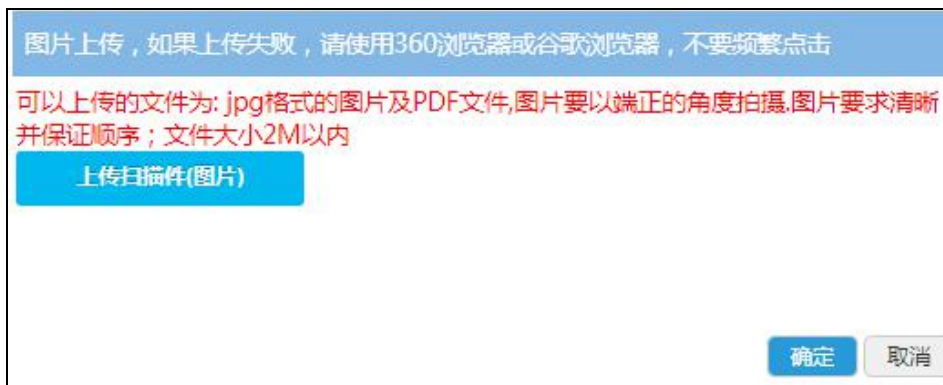 图片上传，如果上传失败，请使用360浏览器或谷歌浏览器，不要频繁点击
可以上传的文件为: jpg格式的图片及PDF文件,图片要以端正的角度拍摄.图片要求清晰
并保证顺序；文件大小2M以内
上传扫描件(图片)
确定 取消